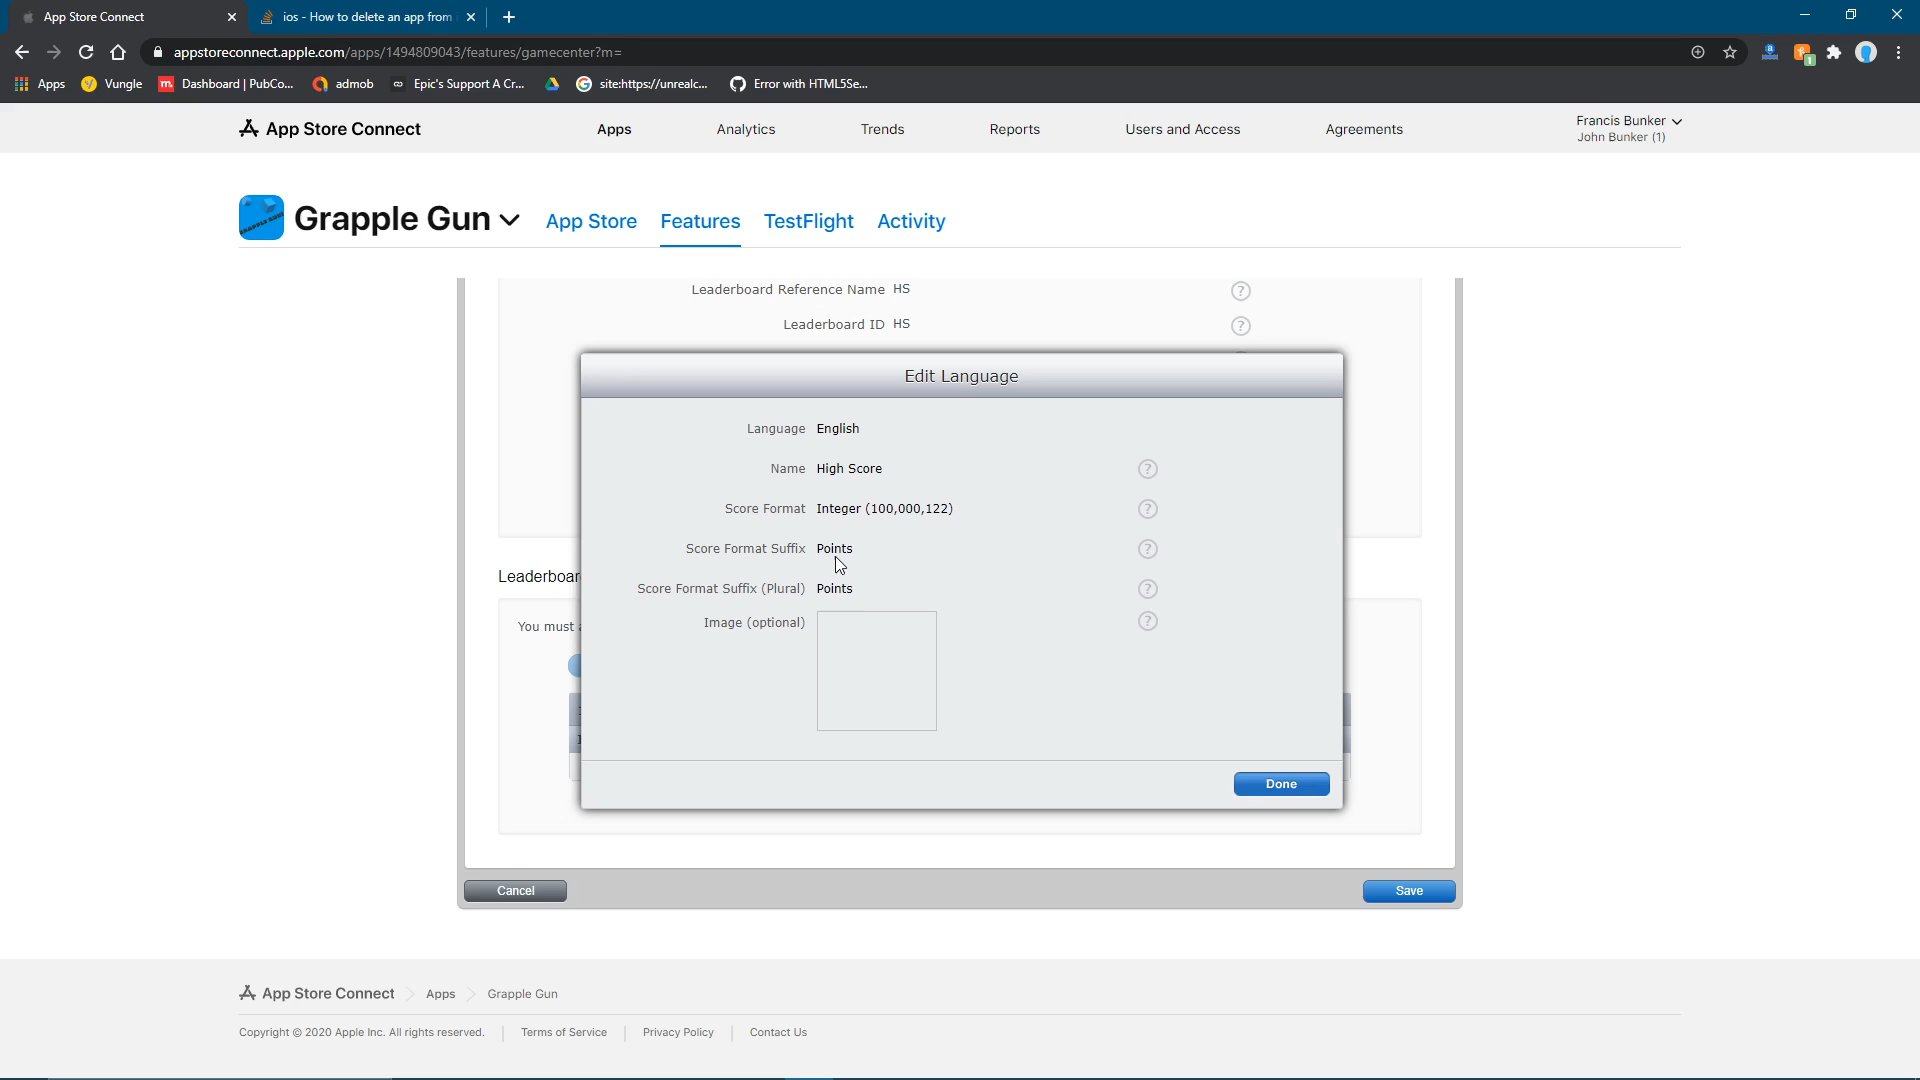 App Store Connect
ios - How to delete an app from
appstoreconnect.apple.com/apps/1494809043/features/gamecenter?m=
1
Apps Vungle Dashboard | PubCo... admob Epic's Support A Cr... site:https://unrealc... Error with HTML5Se...
App Store Connect Apps Analytics Trends Reports Users and Access Agreements
Francis Bunker
John Bunker (1)
Grapple Gun App Store Features TestFlight Activity
Leaderboard Reference Name HS ?
Leaderboard ID HS ?
Edit Language
Language English
Name High Score ?
Score Format Integer (100,000,122) ?
Score Format Suffix Points ?
Leaderboar
Score Format Suffix (Plural) Points ?
Image (optional) ?
You must
Done
Cancel Save
App Store Connect Apps Grapple Gun
Copyright © 2020 Apple Inc. All rights reserved. Terms of Service Privacy Policy Contact Us